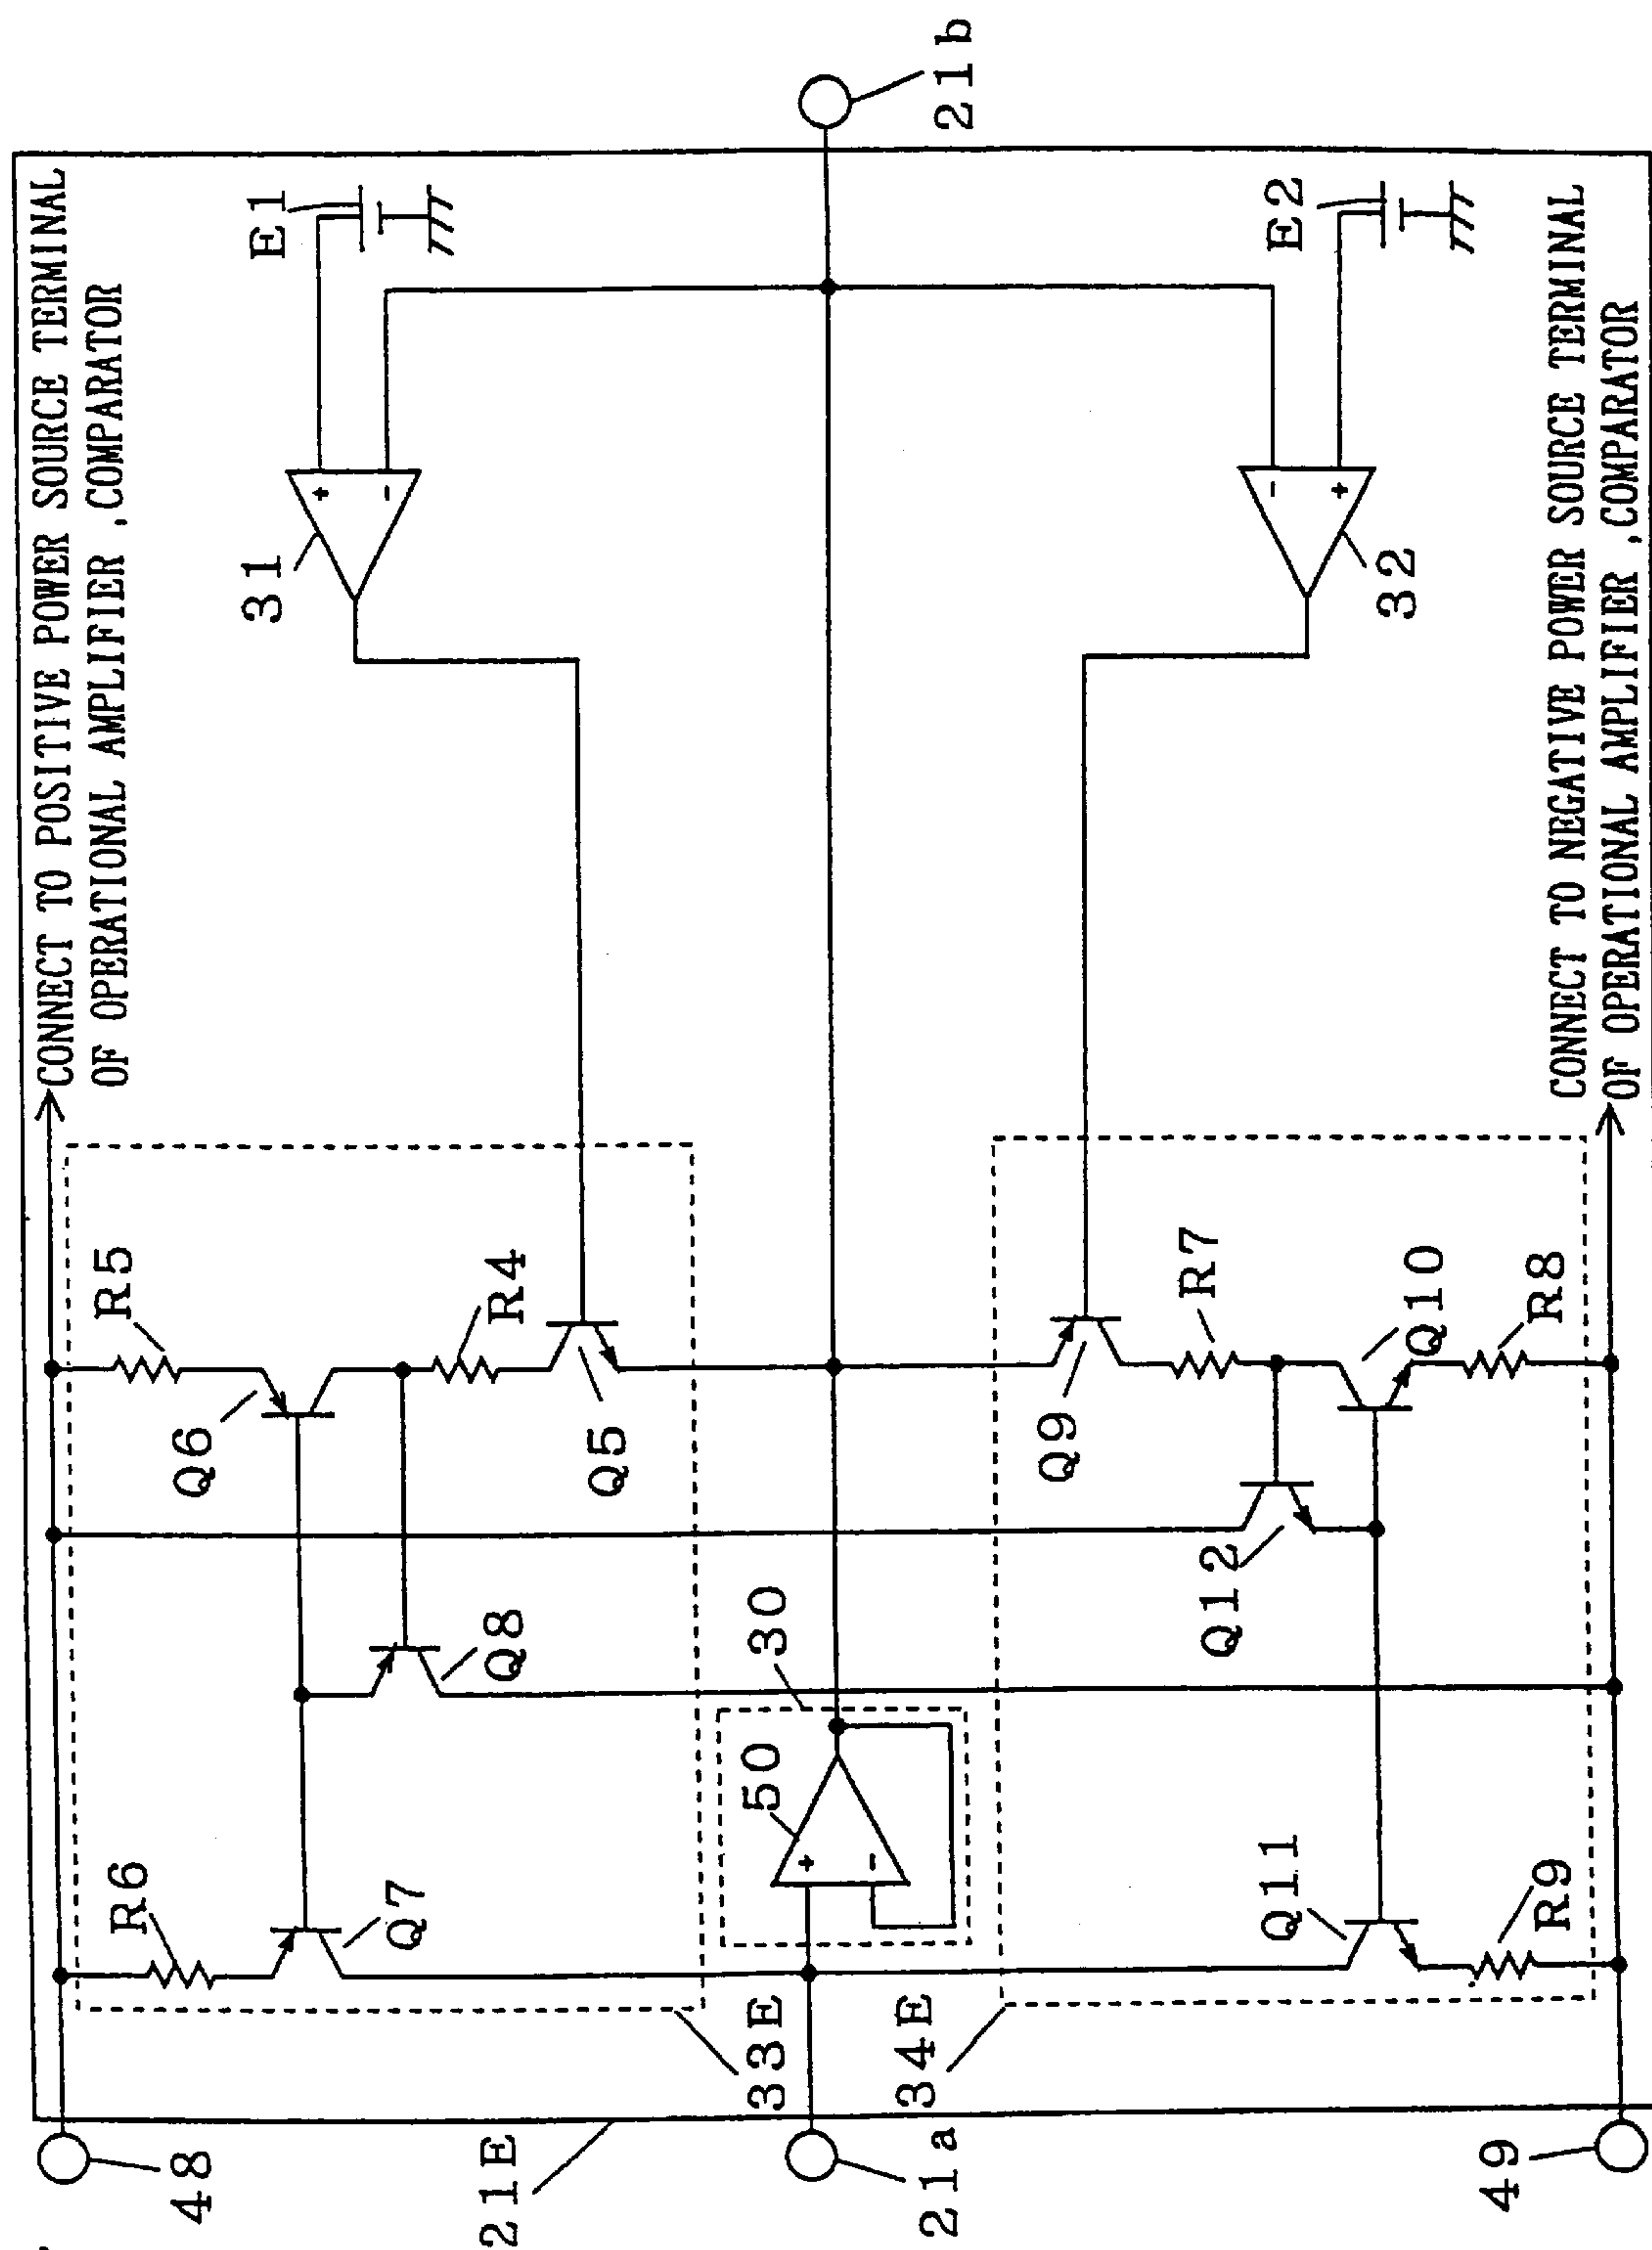 CONNECT TO POSITIVE POWER SOURCE TERMINAL
OF OPERATIONAL AMPLIFIER ,COMPARATOR
48
R6
R5
E1
Q6
31
Q7
Q8
R4
Q5
33E
21E
50
30
21a
21b
34E
Q9
R7
E2
Q12
Q11
Q10
32
R9
R8
49
+
-
+
-
-
+
CONNECT TO NEGATIVE POWER SOURCE TERMINAL
OF OPERATIONAL AMPLIFIER ,COMPARATOR